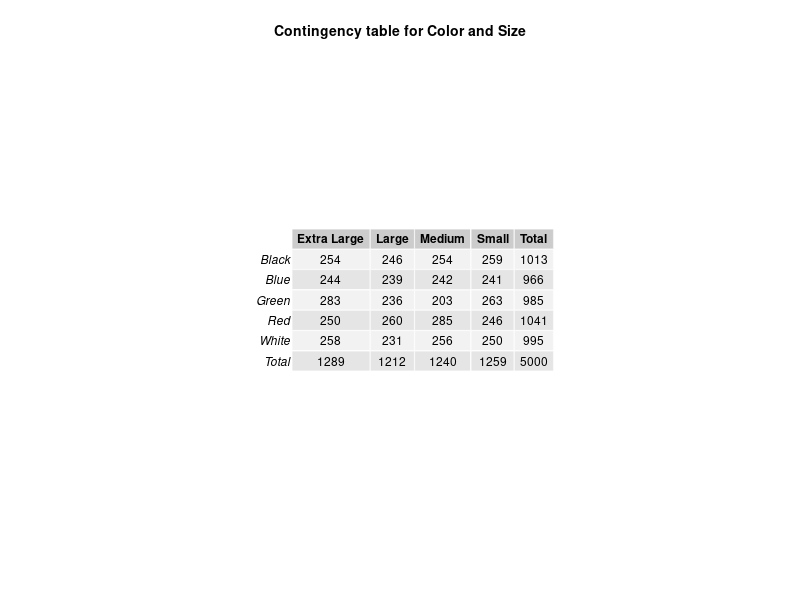 Contingency table for Color and Size
Extra Large Large Medium Small Total
Black 254 246 254 259 1013
Blue 244 239 242 241 966
Green 283 236 203 263 985
Red 250 260 285 246 1041
White 258 231 256 250 995
Total 1289 1212 1240 1259 5000